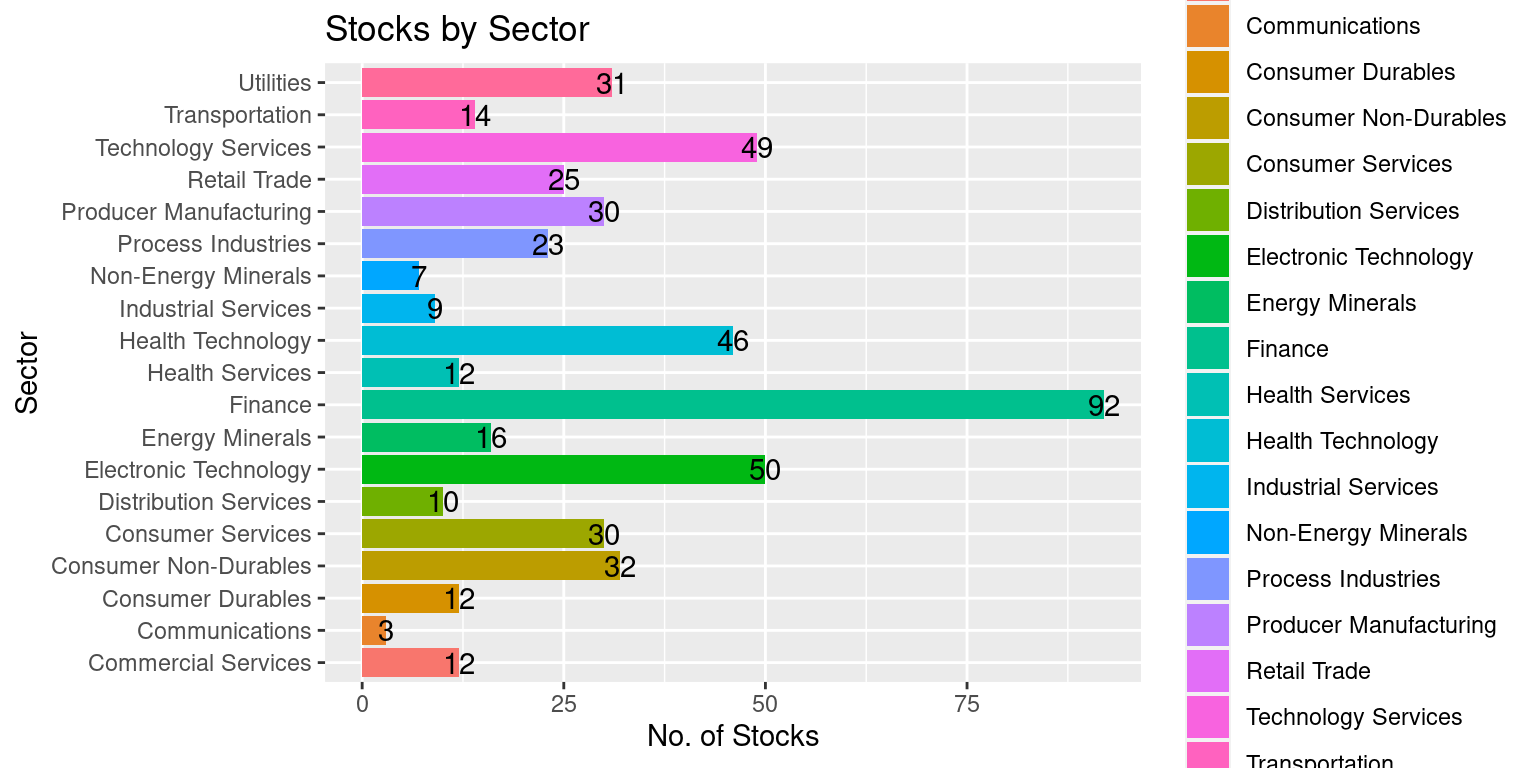 Stocks by Sector
Sector
Utilities 31
Transportation 14
Technology Services 49
Retail Trade 25
Producer Manufacturing 30
Process Industries 23
Non-Energy Minerals 7
Industrial Services 9
Health Technology 46
Health Services 12
Finance 92
Energy Minerals 16
Electronic Technology 50
Distribution Services 10
Consumer Services 30
Consumer Non-Durables 32
Consumer Durables 12
Communications 3
Commercial Services 12
0 25 50 75
No. of Stocks
Communications
Consumer Durables
Consumer Non-Durables
Consumer Services
Distribution Services
Electronic Technology
Energy Minerals
Finance
Health Services
Health Technology
Industrial Services
Non-Energy Minerals
Process Industries
Producer Manufacturing
Retail Trade
Technology Services
Transportation